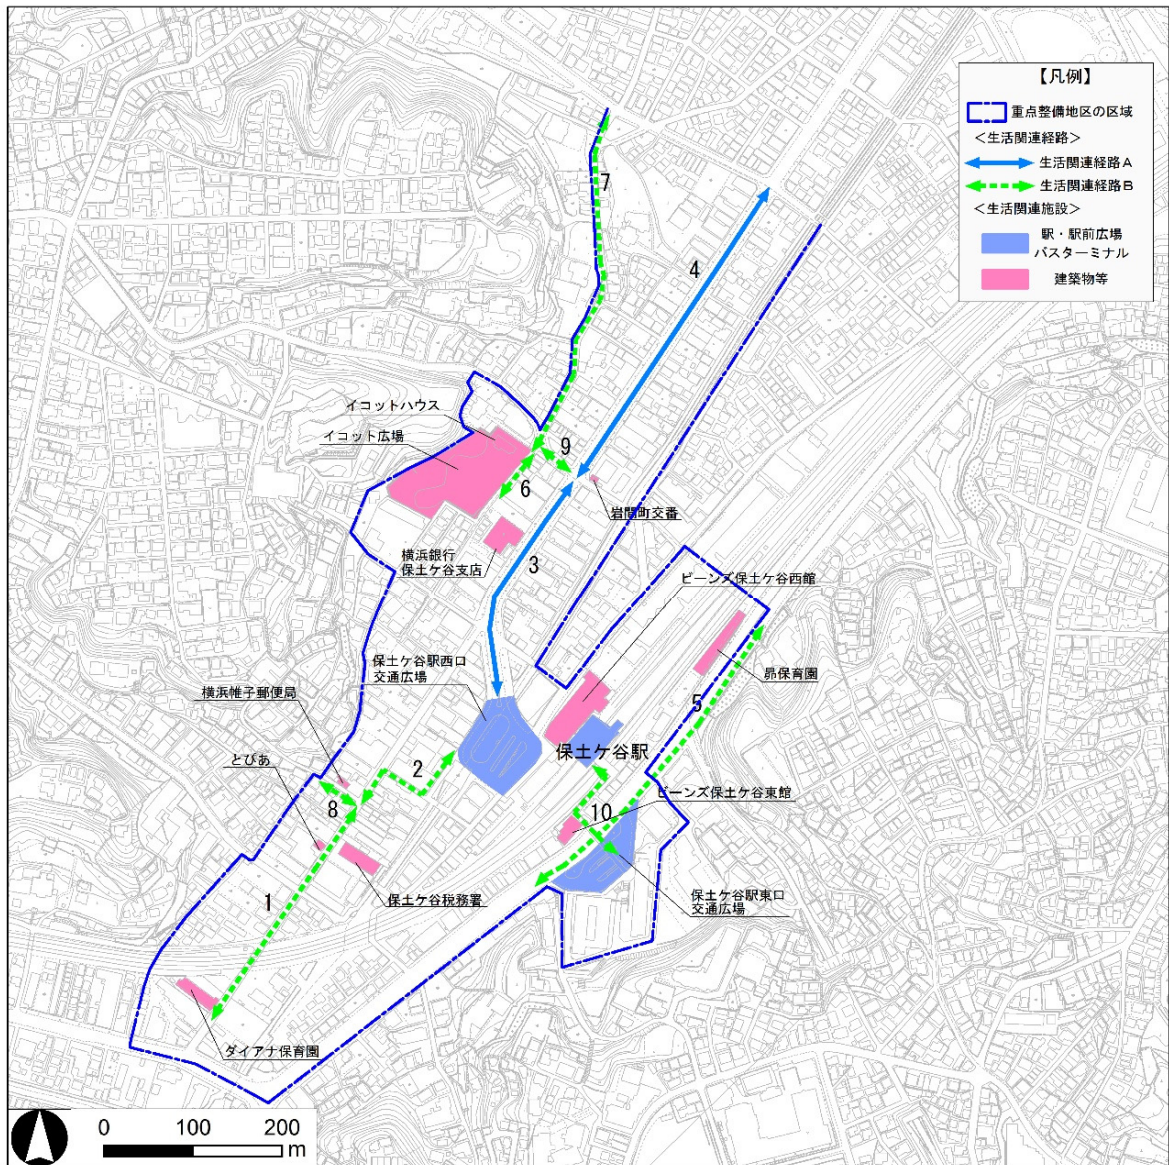 【凡例】
重点整備地区の区域
<生活関連経路>
生活関連経路A
生活関連経路B
<生活関連施設>
駅・駅前広場
バスターミナル
建築物等
7
4
イコットハウス
イコット広場
9
6
岩間町交番
横浜銀行
保土ケ谷支店
3
ビーンズ保土ケ谷西館
保土ケ谷駅西口
交通広場
昴保育園
横浜帷子郵便局
5
とぴあ
保土ケ谷駅
2
ビーンズ保土ケ谷東館
8
10
1
保土ケ谷税務署
保土ケ谷駅東口
交通広場
ダイアナ保育園
0 100 200
m